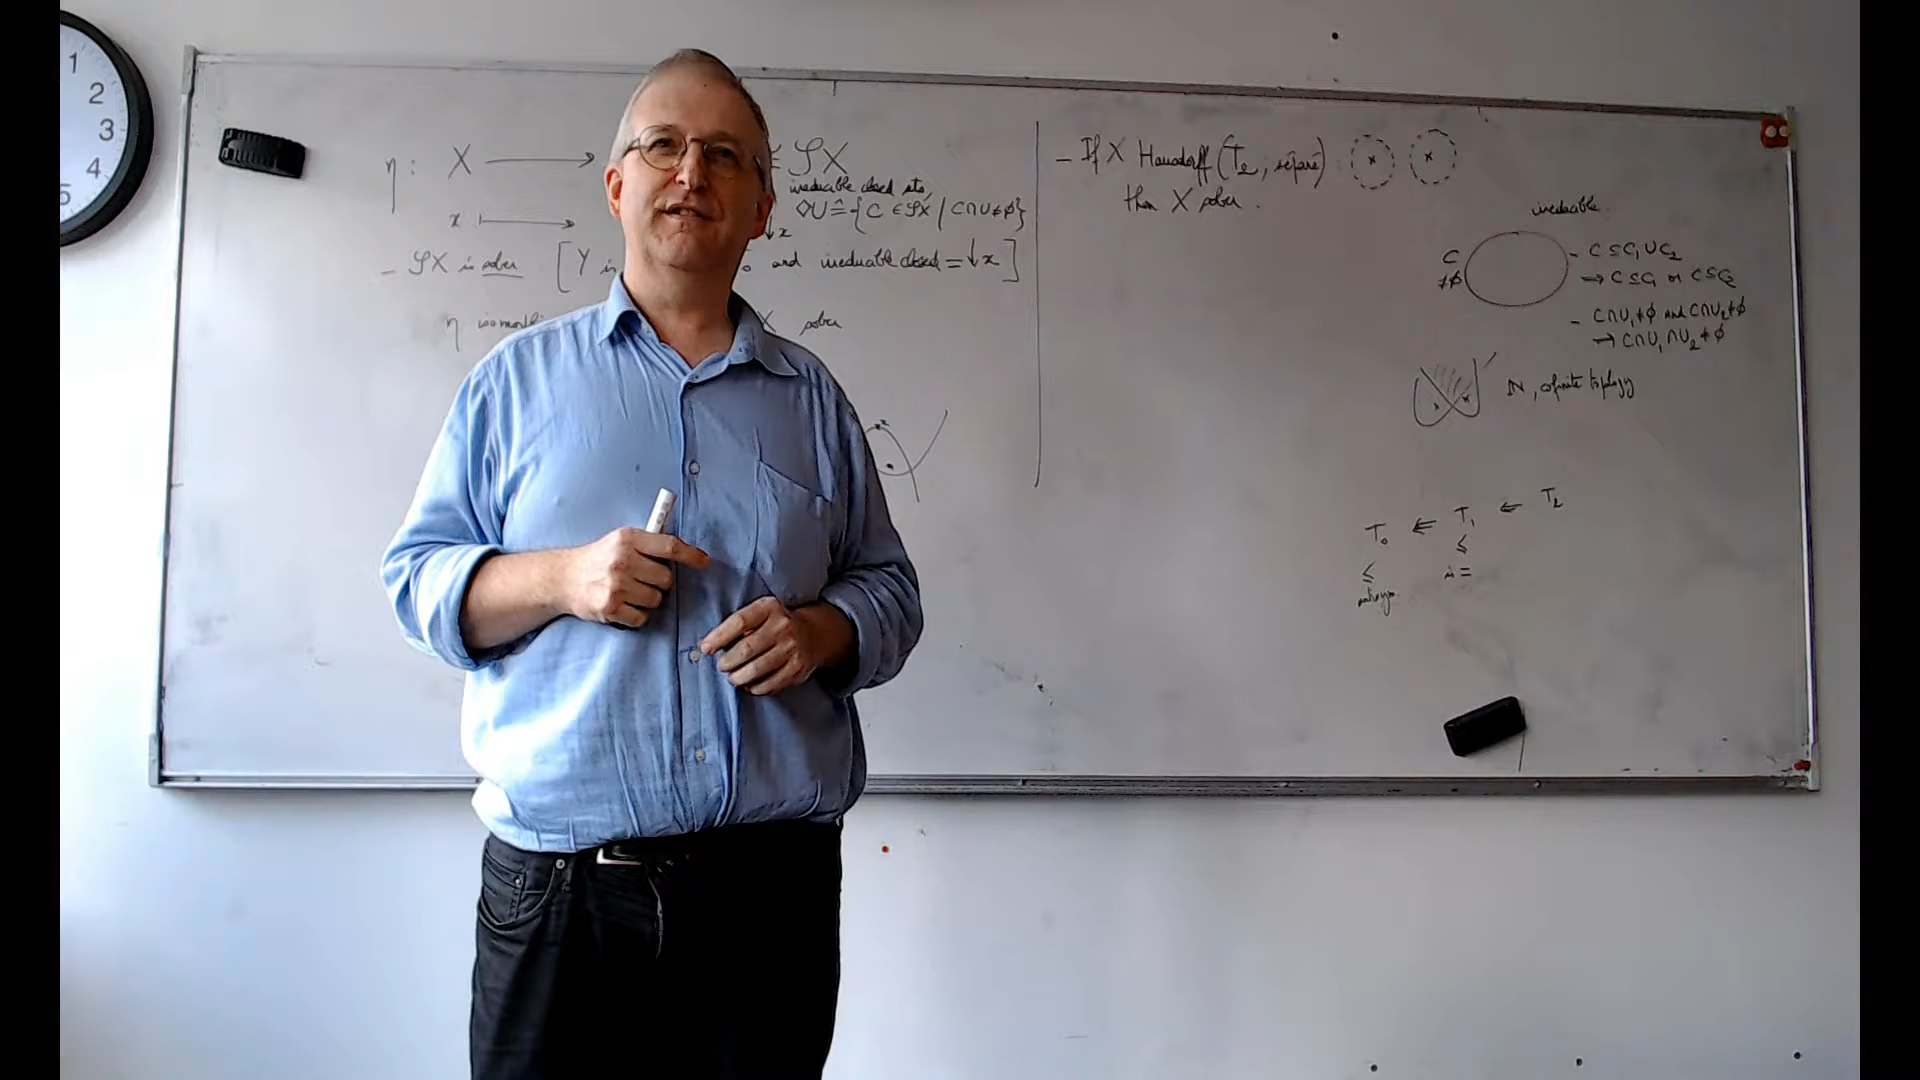 1
2
3
4
5
η : X ⟶ 𝒮X
irreducible closed sets
◇U ≙ {C ∈ 𝒮X / C∩U ≠ ∅}
x ⟼ ↓x
– 𝒮X is sober [Y is and irreducible closed = ↓x]
η X sober
– If X Hausdorff (T₂, séparé)
then X sober.
irreducible
C
≠∅
– C ⊆ C₁ ∪ C₂
⇒ C ⊆ C₁ or C ⊆ C₂
– C∩U₁≠∅ and C∩U₂≠∅
⇒ C∩U₁∩U₂ ≠ ∅
ℕ, cofinite topology
T₀ ⇐ T₁ ⇐ T₂
≤ ≤
is =